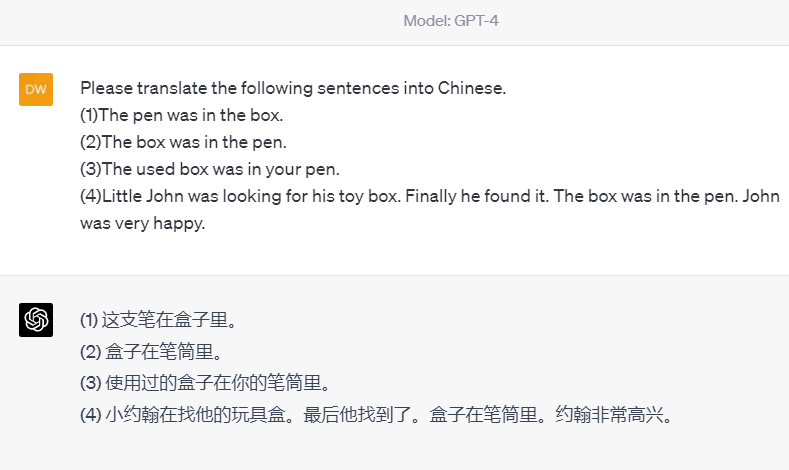 Model: GPT-4
DW
Please translate the following sentences into Chinese.
(1)The pen was in the box.
(2)The box was in the pen.
(3)The used box was in your pen.
(4)Little John was looking for his toy box. Finally he found it. The box was in the pen. John
was very happy.
(1) 这支笔在盒子里。
(2) 盒子在笔筒里。
(3) 使用过的盒子在你的笔筒里。
(4) 小约翰在找他的玩具盒。最后他找到了。盒子在笔筒里。约翰非常高兴。